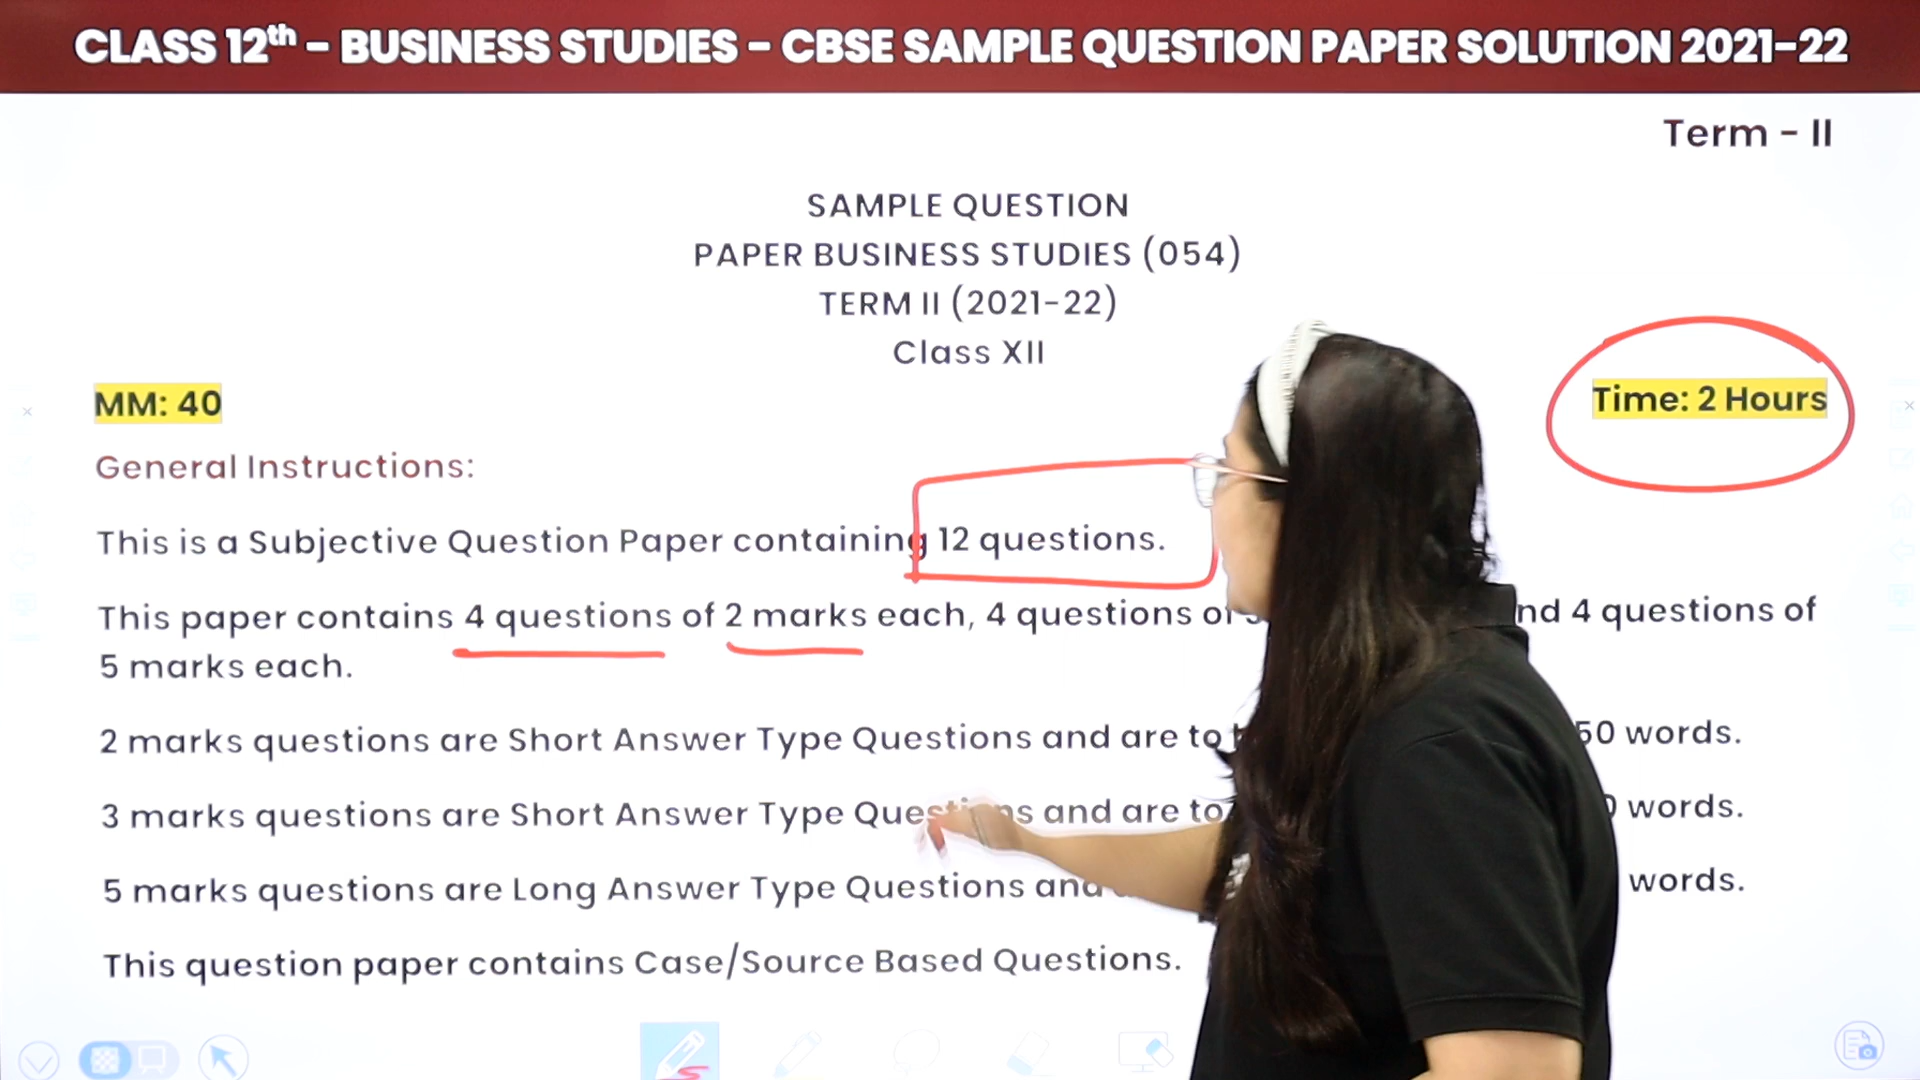 CLASS 12th – BUSINESS STUDIES – CBSE SAMPLE QUESTION PAPER SOLUTION 2021-22
Term - II
SAMPLE QUESTION
PAPER BUSINESS STUDIES (054)
TERM II (2021-22)
Class XII
MM: 40
Time: 2 Hours
General Instructions:
This is a Subjective Question Paper containing 12 questions.
This paper contains 4 questions of 2 marks each, 4 questions of 4 questions of
5 marks each.
2 marks questions are Short Answer Type Questions and are to words.
3 marks questions are Short Answer Type Questions and are to words.
5 marks questions are Long Answer Type Questions and words.
This question paper contains Case/Source Based Questions.